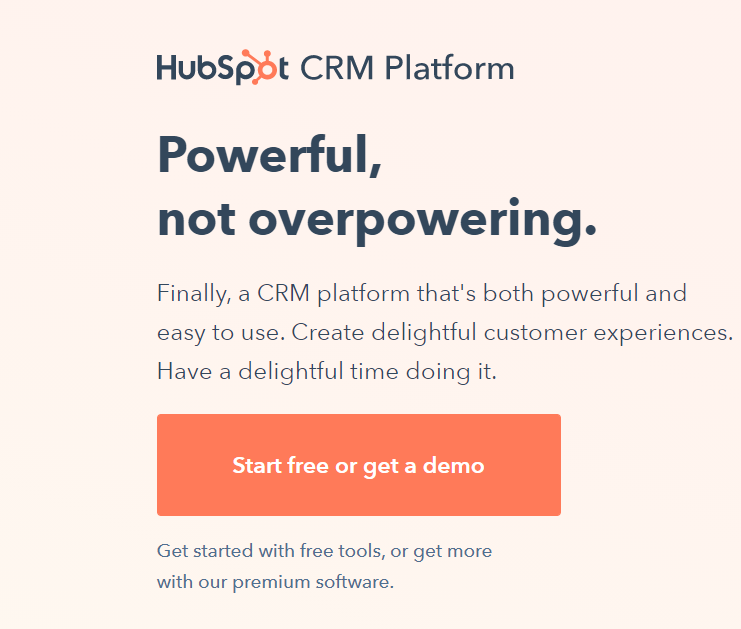 HubSpot CRM Platform
Powerful,
not overpowering.
Finally, a CRM platform that's both powerful and
easy to use. Create delightful customer experiences.
Have a delightful time doing it.
Start free or get a demo
Get started with free tools, or get more
with our premium software.